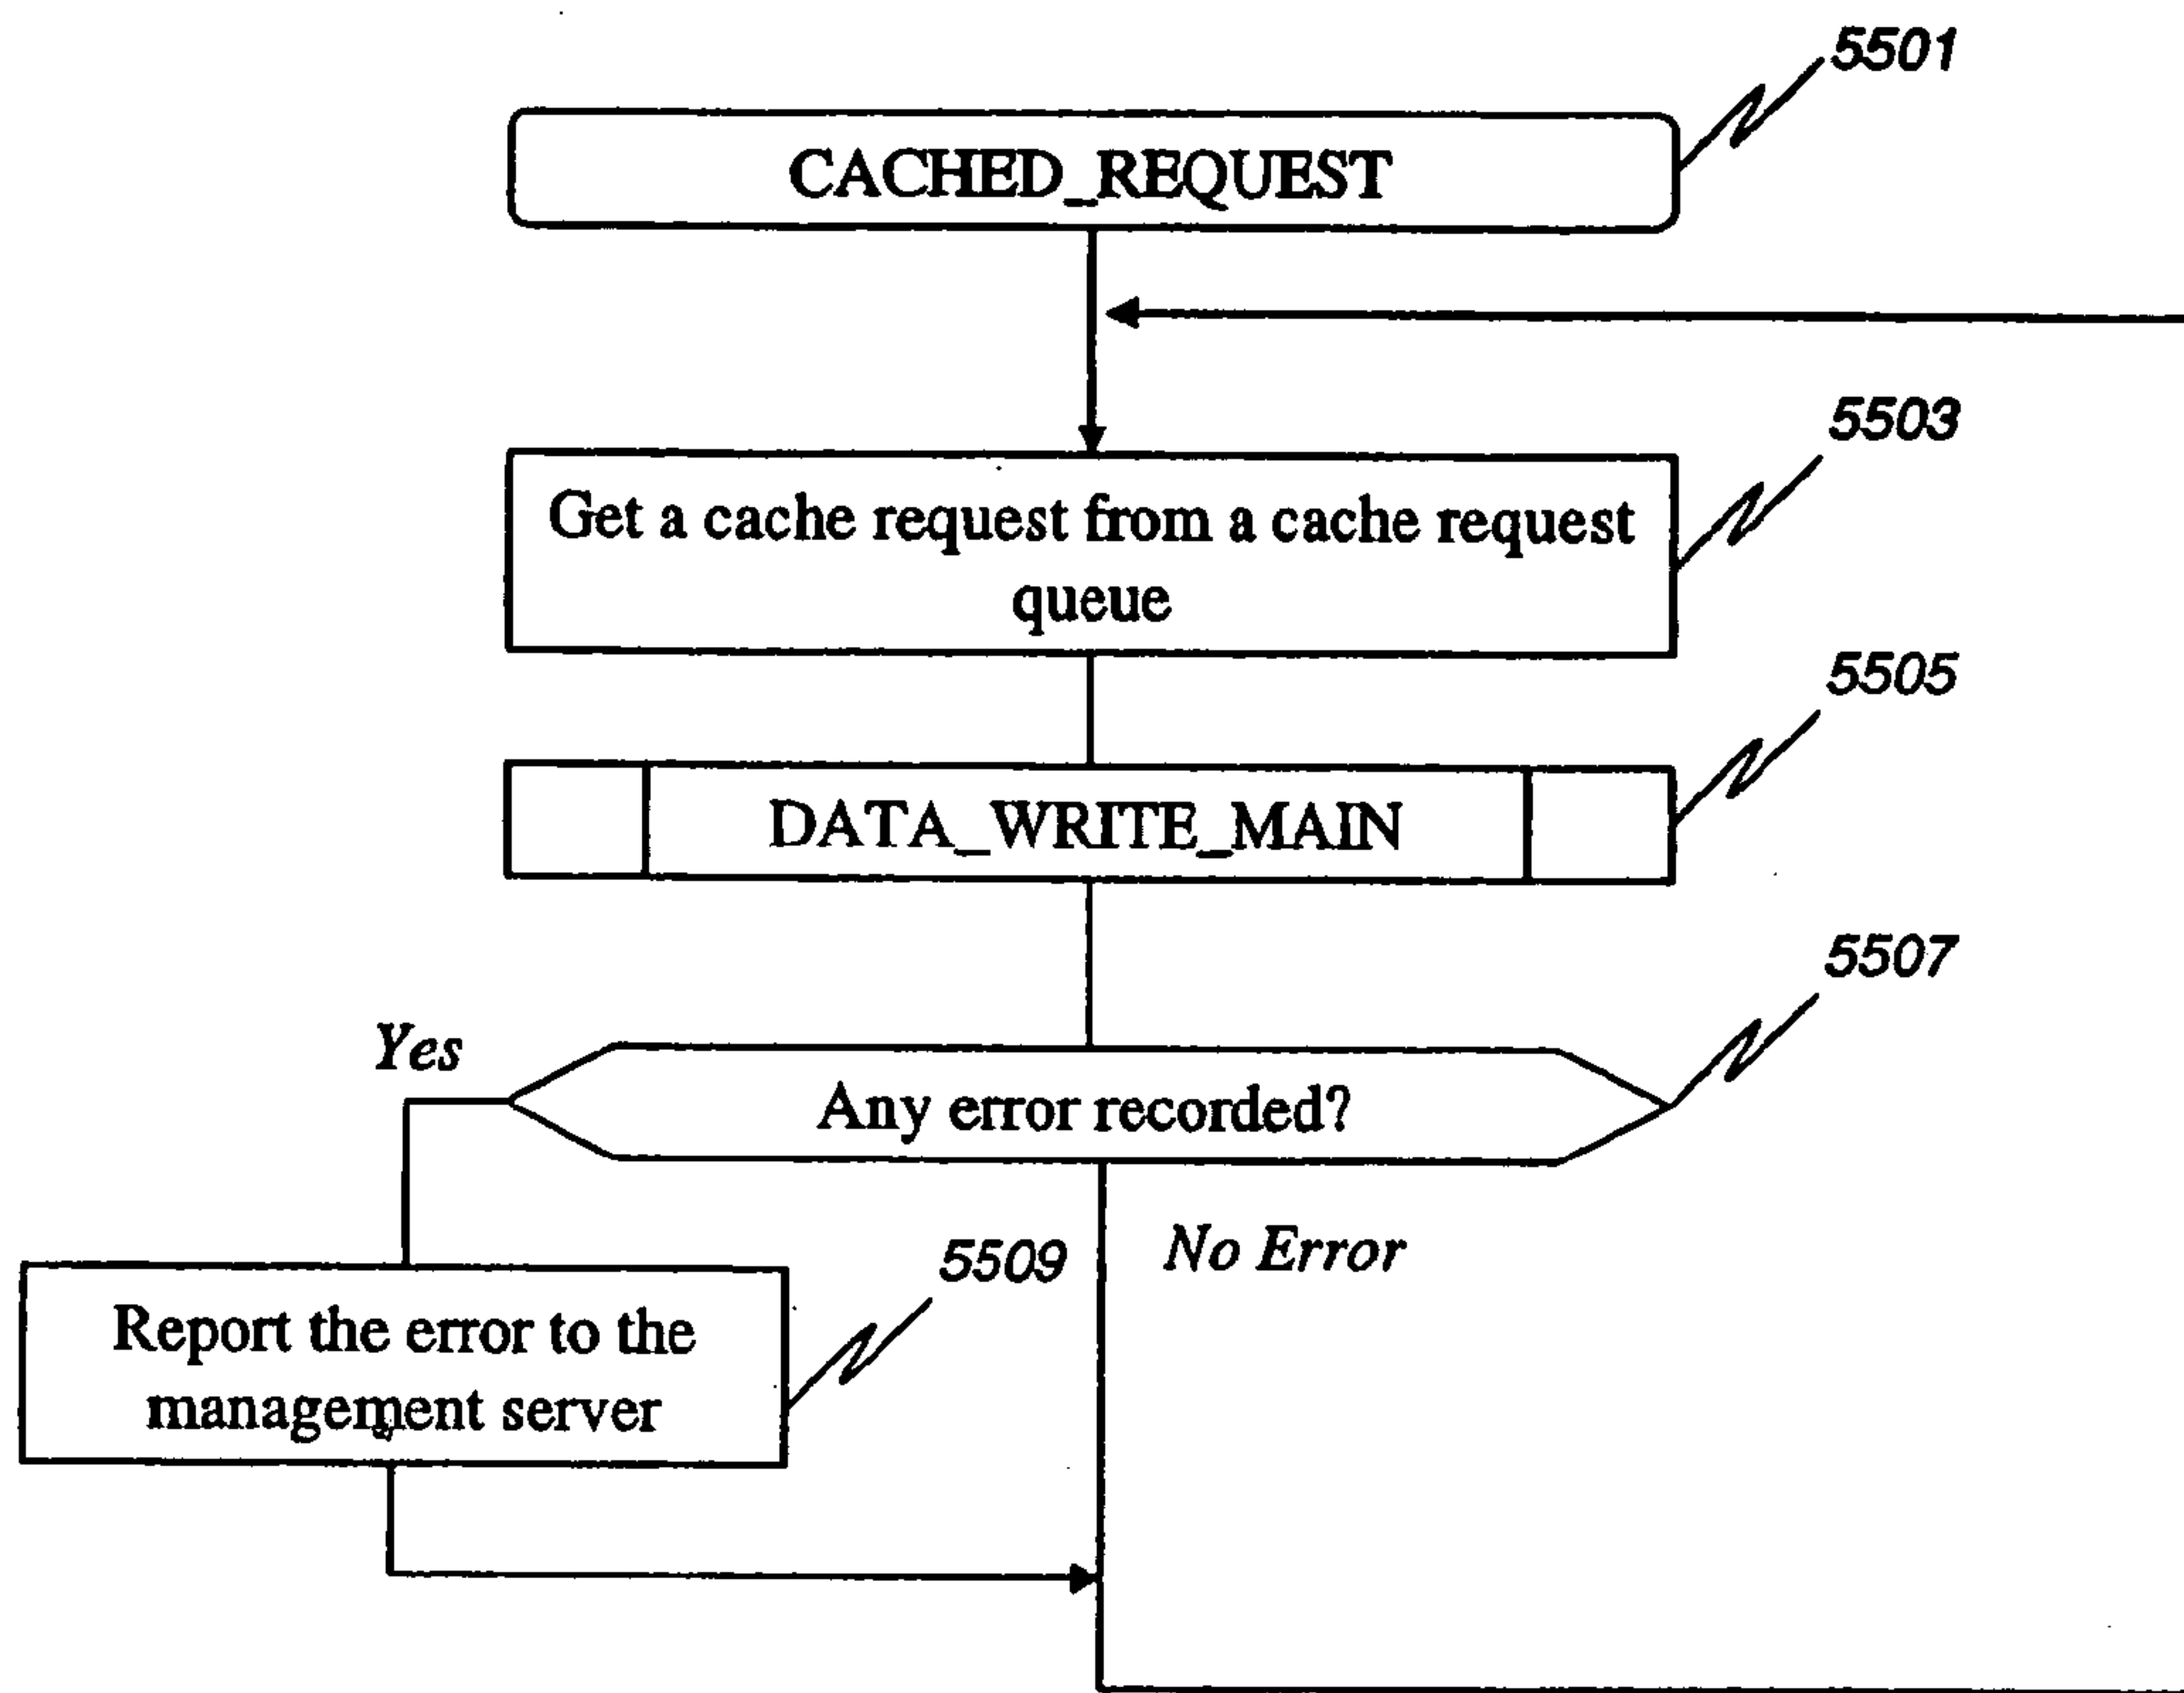 5501
CACHED_REQUEST
5503
Get a cache request from a cache request
queue
5505
DATA_WRITE_MAIN
5507
Yes
Any error recorded?
No Error
5509
Report the error to the
management server